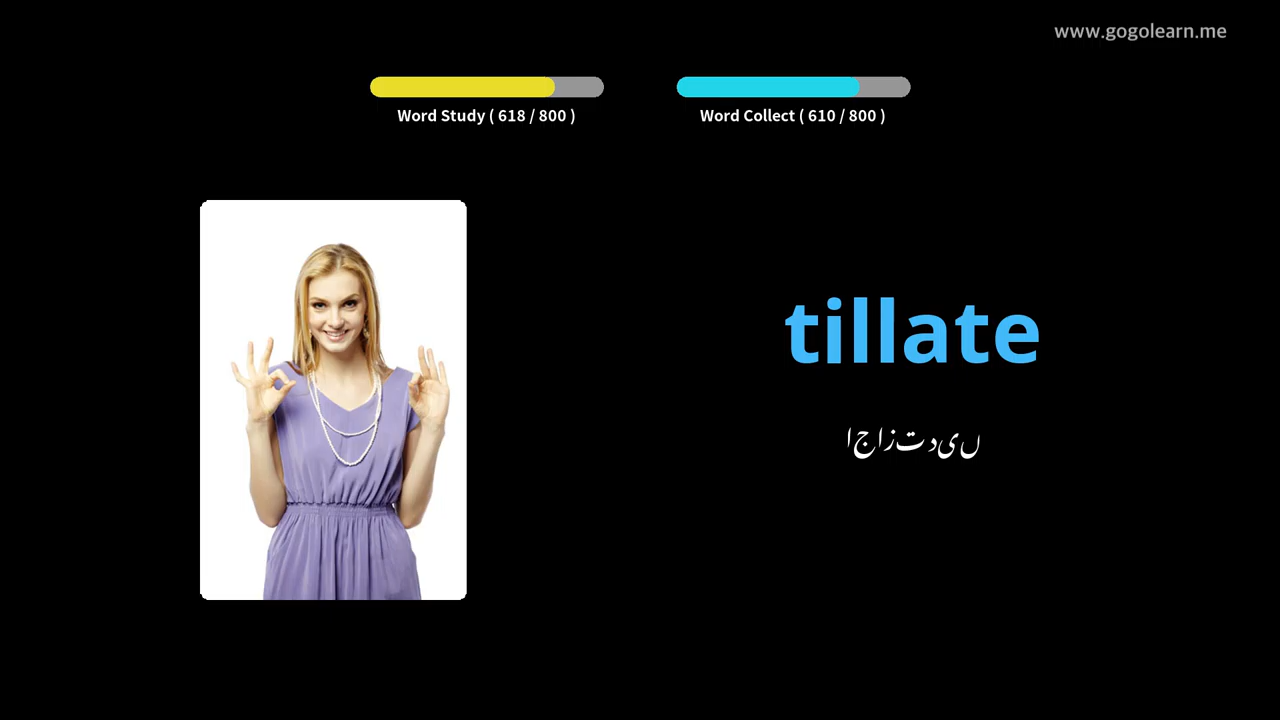 www.gogolearn.me
Word Study ( 618 / 800 )
Word Collect ( 610 / 800 )
tillate
اجازت دیں